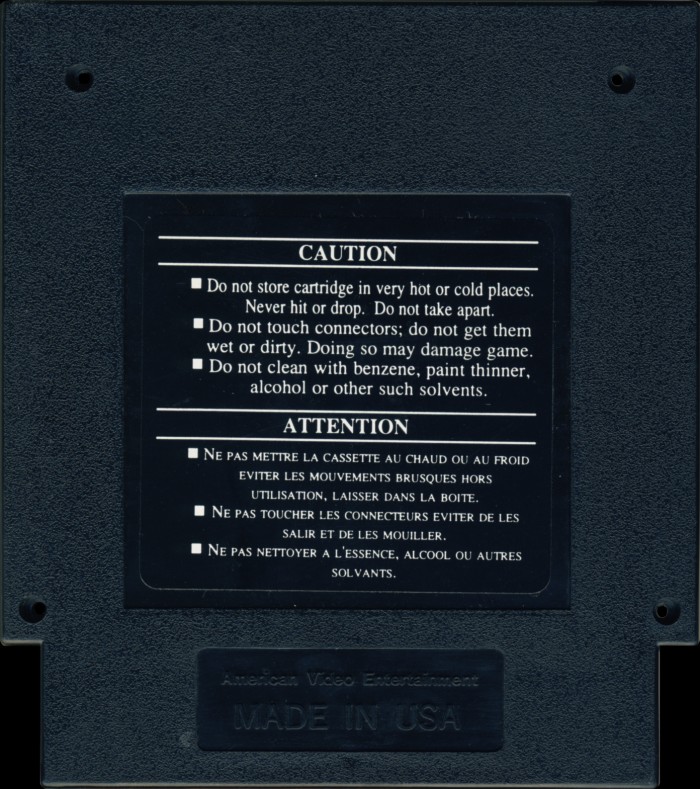 CAUTION
■ Do not store cartridge in very hot or cold places.
Never hit or drop. Do not take apart.
■ Do not touch connectors; do not get them
wet or dirty. Doing so may damage game.
■ Do not clean with benzene, paint thinner,
alcohol or other such solvents.
ATTENTION
■ NE PAS METTRE LA CASSETTE AU CHAUD OU AU FROID
EVITER LES MOUVEMENTS BRUSQUES HORS
UTILISATION, LAISSER DANS LA BOITE.
■ NE PAS TOUCHER LES CONNECTEURS EVITER DE LES
SALIR ET DE LES MOUILLER.
■ NE PAS NETTOYER A L'ESSENCE, ALCOOL OU AUTRES
SOLVANTS.
American Video Entertainment
MADE IN USA